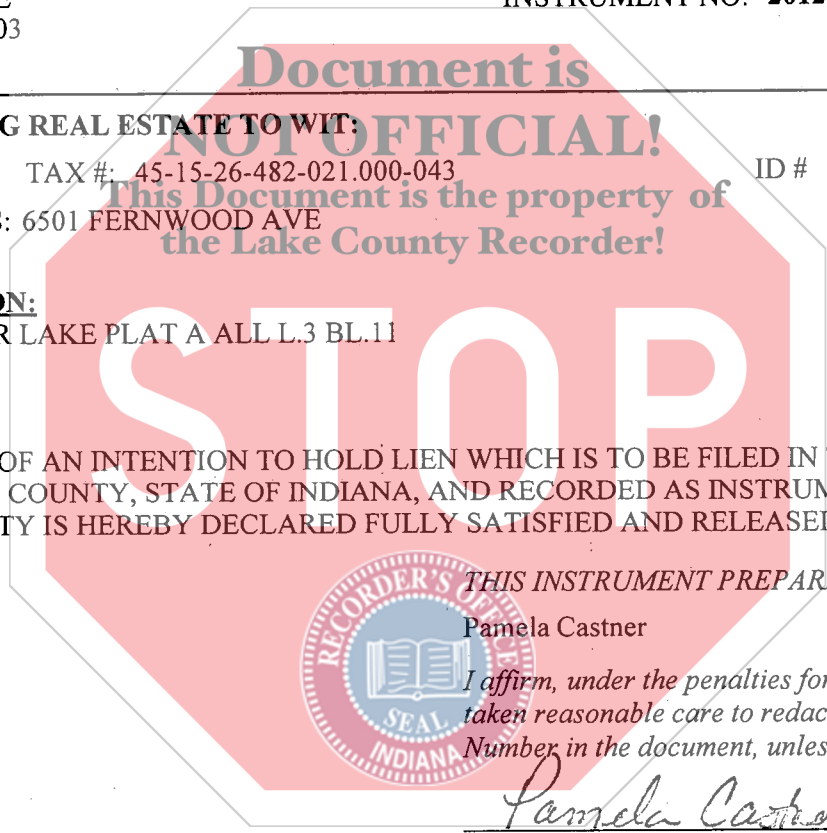 03
INSTRUMENT NO. 2012
Document is
NOT OFFICIAL!
This Document is the property of
the Lake County Recorder!
G REAL ESTATE TO WIT:
TAX #: 45-15-26-482-021.000-043 ID #
: 6501 FERNWOOD AVE
ON:
R LAKE PLAT A ALL L.3 BL.11
STOP
OF AN INTENTION TO HOLD LIEN WHICH IS TO BE FILED IN
COUNTY, STATE OF INDIANA, AND RECORDED AS INSTRUM
TY IS HEREBY DECLARED FULLY SATISFIED AND RELEASED
RECORDER'S OFFICE
SEAL
INDIANA
THIS INSTRUMENT PREPAR
Pamela Castner
I affirm, under the penalties for
taken reasonable care to redac
Number in the document, unles
Pamela Castne